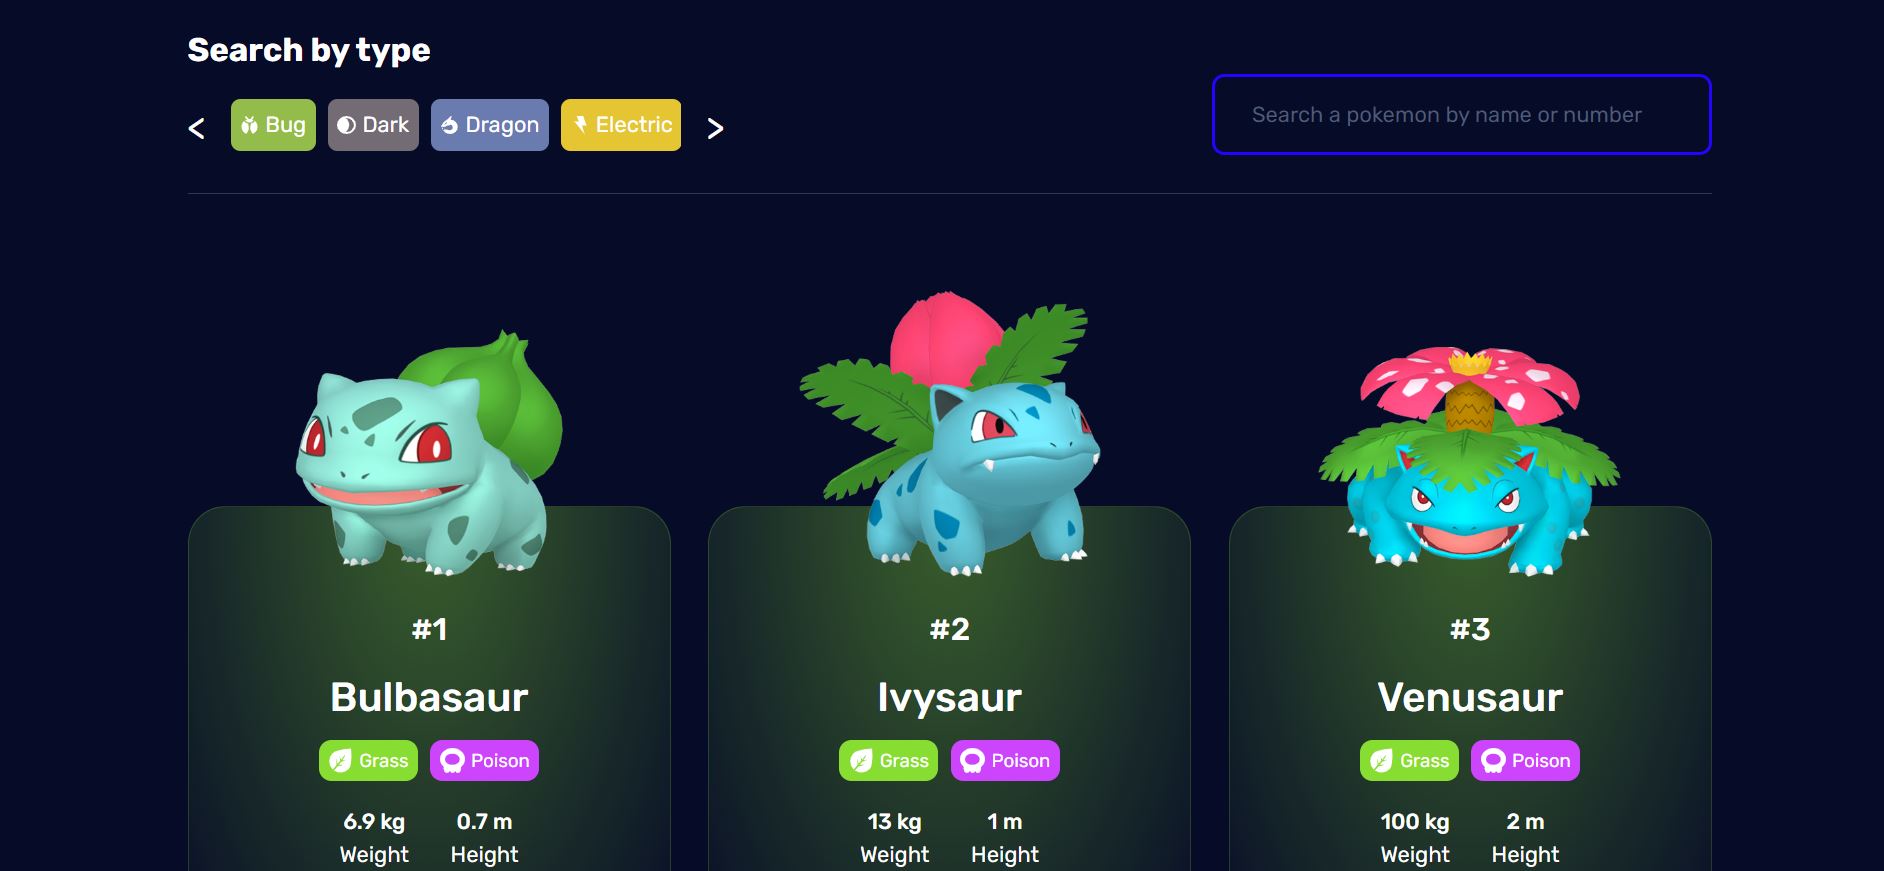 Search by type
< Bug Dark Dragon Electric >
Search a pokemon by name or number
#1
Bulbasaur
Grass Poison
6.9 kg 0.7 m
Weight Height
#2
Ivysaur
Grass Poison
13 kg 1 m
Weight Height
#3
Venusaur
Grass Poison
100 kg 2 m
Weight Height